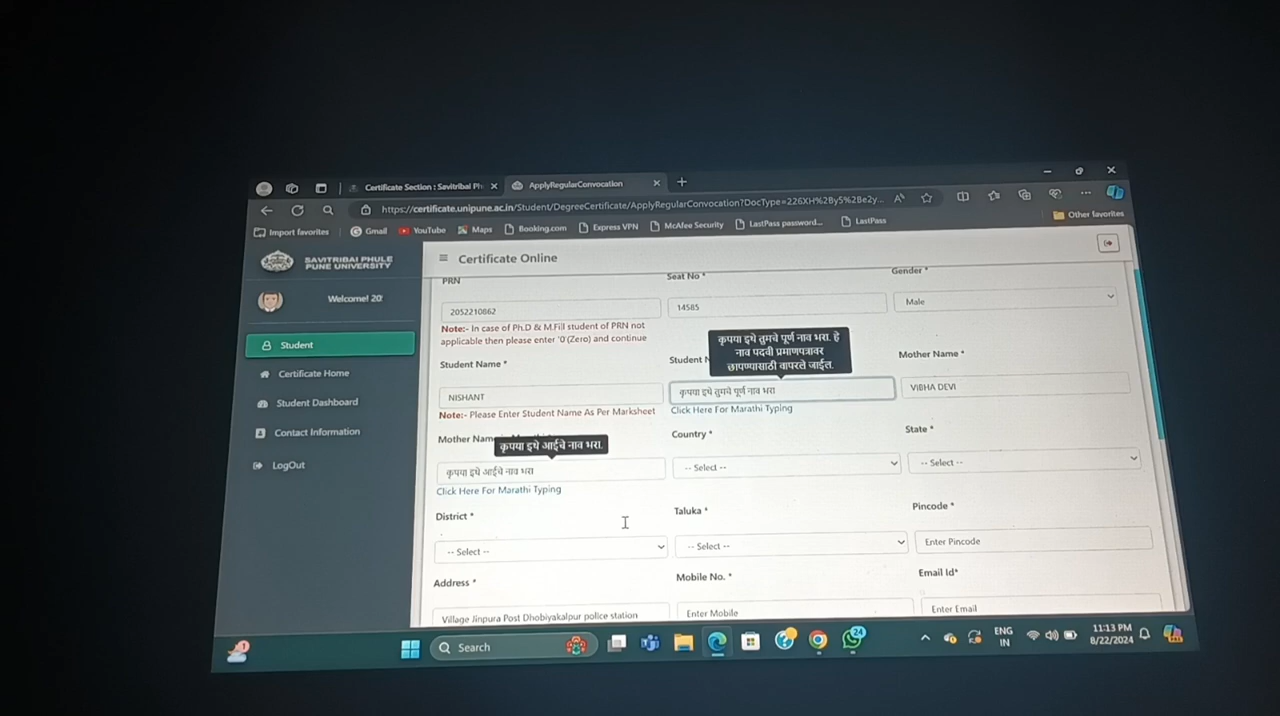 Certificate Section : Savitribai Ph
ApplyRegularConvocation
https://certificate.unipune.ac.in/Student/DegreeCertificate/ApplyRegularConvocation?DocType=226XH%2By5%2Be2y...
Import favorites
Gmail
YouTube
Maps
Booking.com
Express VPN
McAfee Security
LastPass password...
LastPass
Other favorites
SAVITRIBAI PHULE
PUNE UNIVERSITY
Certificate Online
Welcome! 20
Student
Certificate Home
Student Dashboard
Contact Information
LogOut
PRN
Seat No *
Gender *
2052210862
14585
Male
Note:- In case of Ph.D & M.Fill student of PRN not
applicable then please enter '0'(Zero) and continue
कृपया इथे तुमचे पूर्ण नाव भरा. हे
नाव पदवी प्रमाणपत्रावर
छापण्यासाठी वापरले जाईल.
Student Name *
Student N
Mother Name *
NISHANT
कृपया इथे तुमचे पूर्ण नाव भरा
VIBHA DEVI
Note:- Please Enter Student Name As Per Marksheet
Click Here For Marathi Typing
Mother Name
कृपया इथे आईचे नाव भरा.
Country *
State *
कृपया इथे आईचे नाव भरा
-- Select --
-- Select --
Click Here For Marathi Typing
District *
Taluka *
Pincode *
-- Select --
-- Select --
Enter Pincode
Address *
Mobile No. *
Email Id*
Village Jinpura Post Dhobiyakalpur police station
Enter Mobile
Enter Email
Search
24
ENG
IN
11:13 PM
8/22/2024